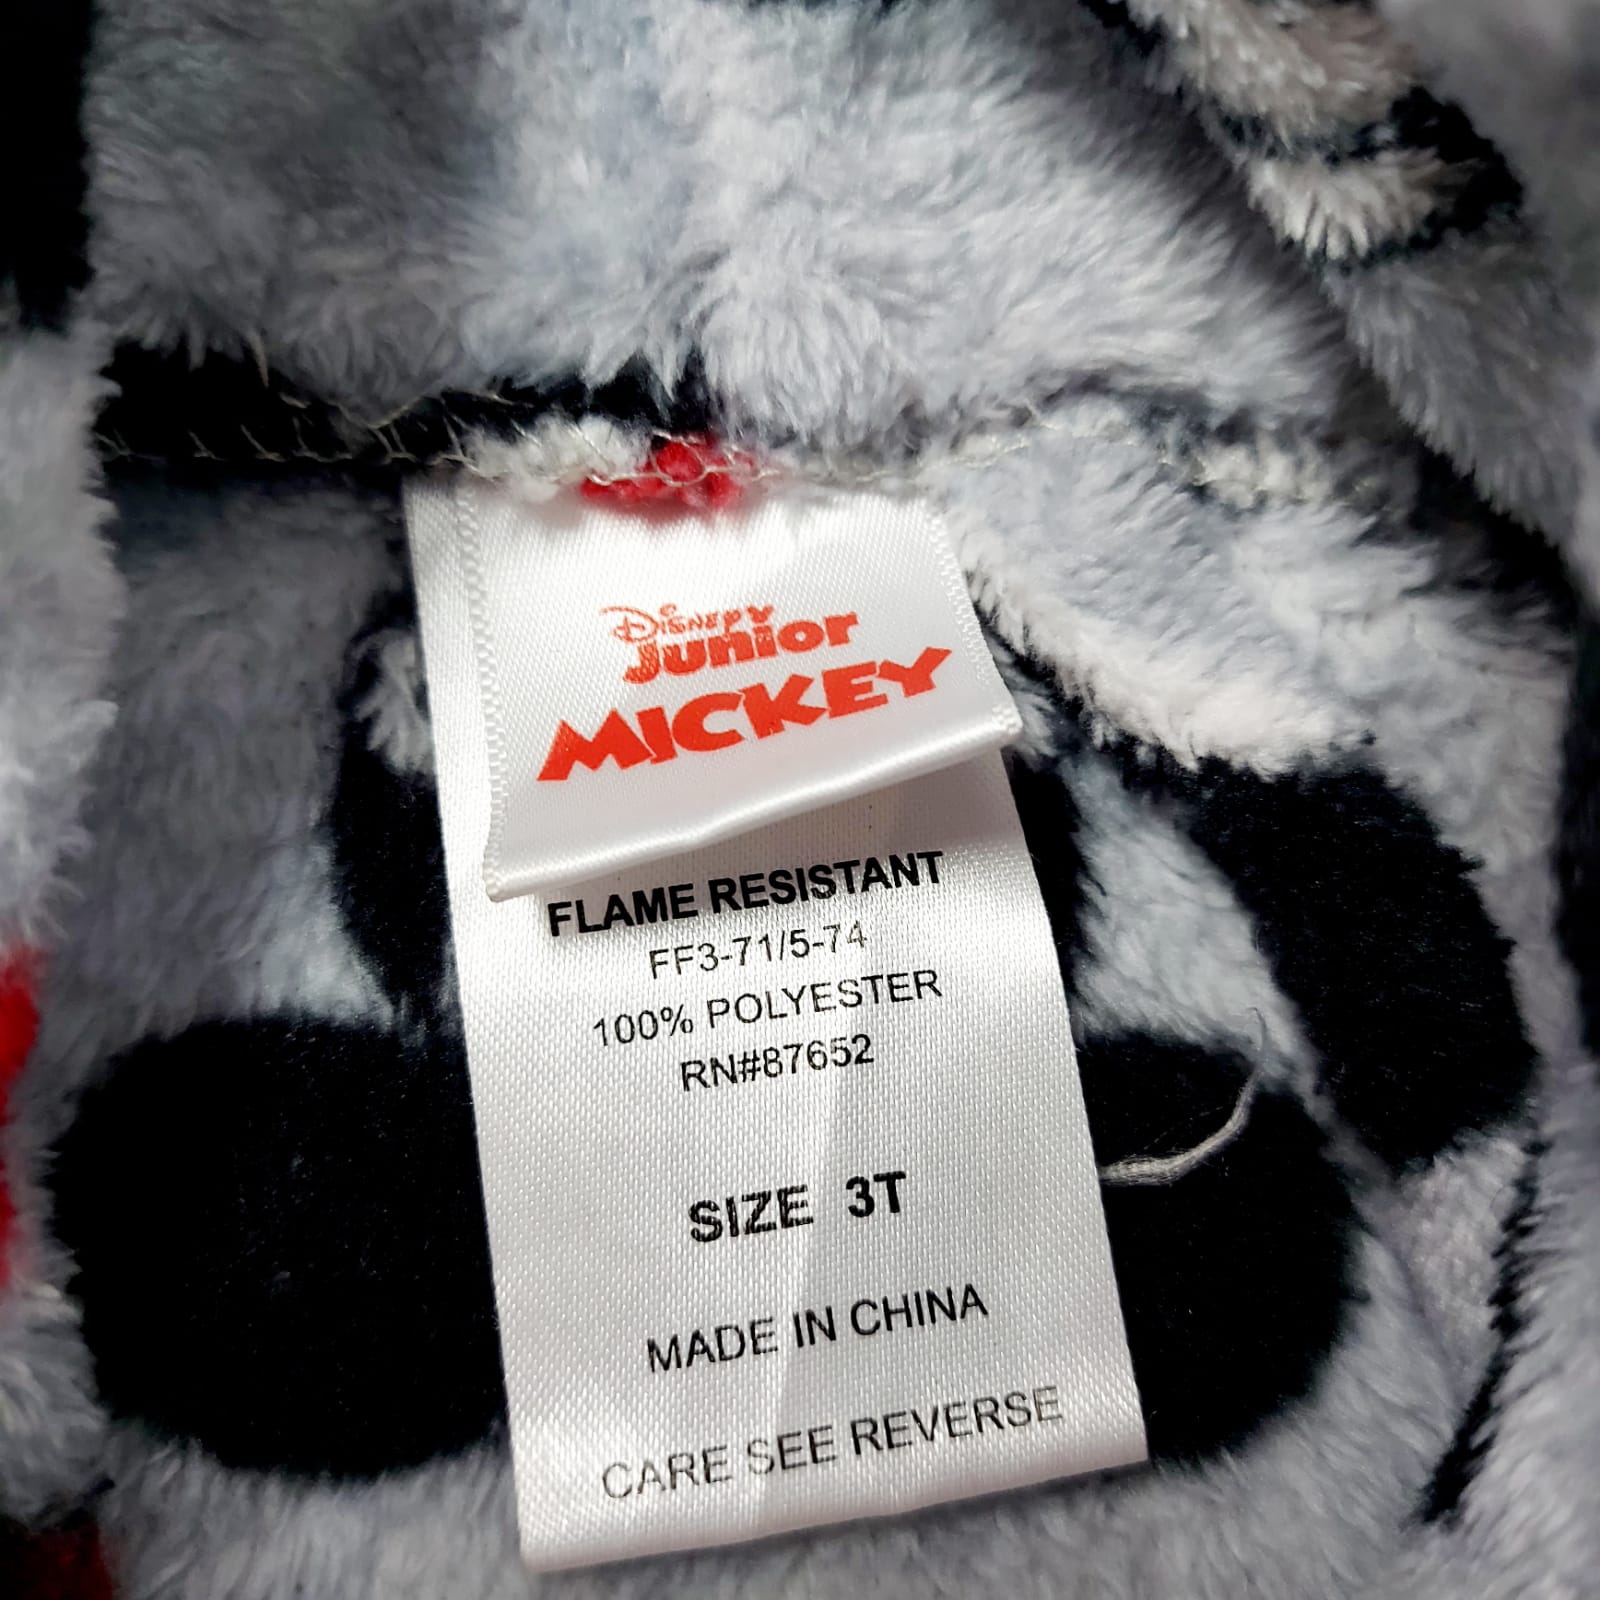 Disney
Junior
MICKEY
FLAME RESISTANT
FF3-71/5-74
100% POLYESTER
RN#87652
SIZE 3T
MADE IN CHINA
CARE SEE REVERSE